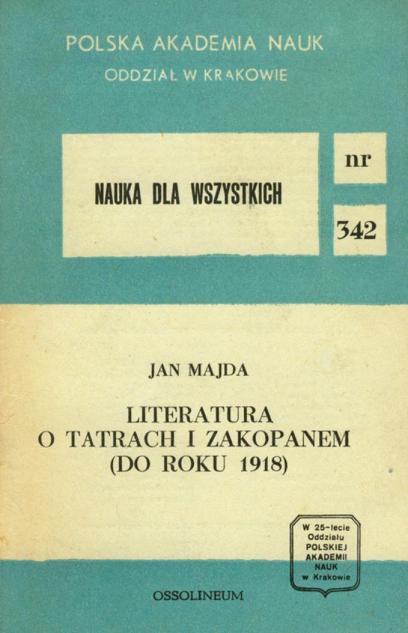 POLSKA AKADEMIA NAUK
ODDZIAŁ W KRAKOWIE
NAUKA DLA WSZYSTKICH
nr
342
JAN MAJDA
LITERATURA
O TATRACH I ZAKOPANEM
(DO ROKU 1918)
W 25-lecie
Oddziału
POLSKIEJ
AKADEMII
NAUK
w Krakowie
OSSOLINEUM